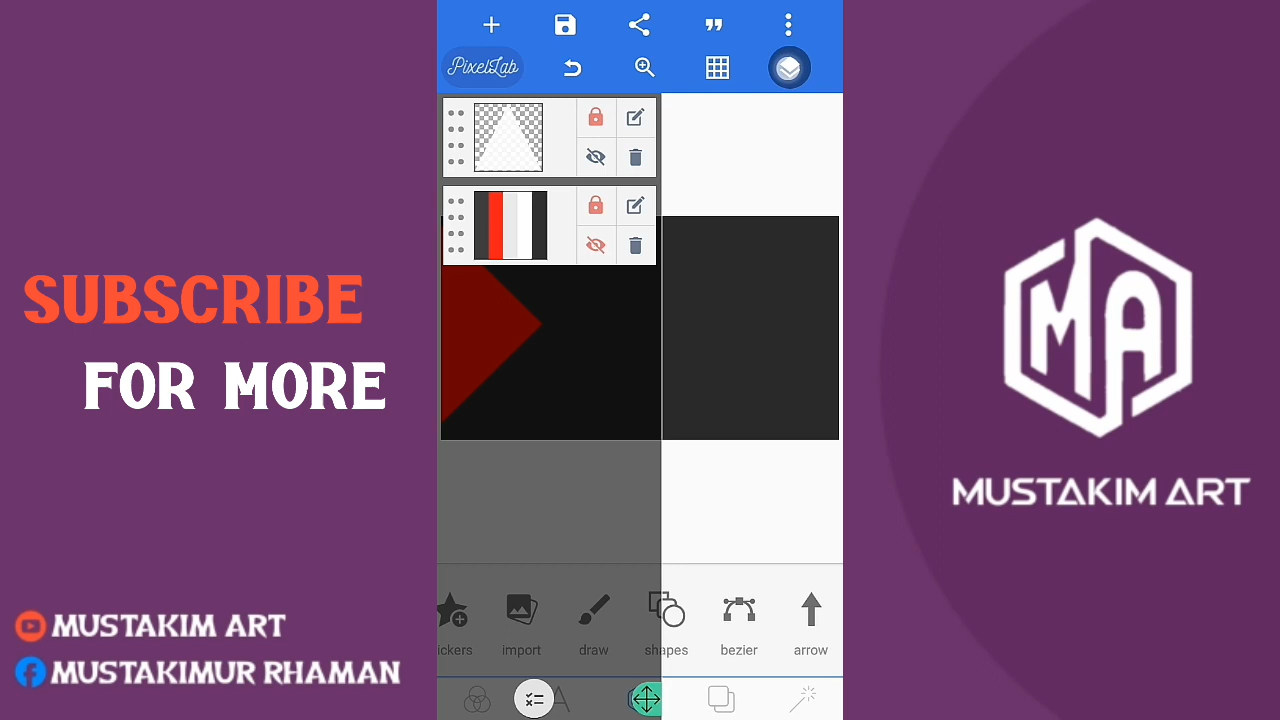 PixelLab
SUBSCRIBE
FOR MORE
MUSTAKIM ART
MUSTAKIMUR RHAMAN
ickers
import
draw
shapes
bezier
arrow
MA
MUSTAKIM ART